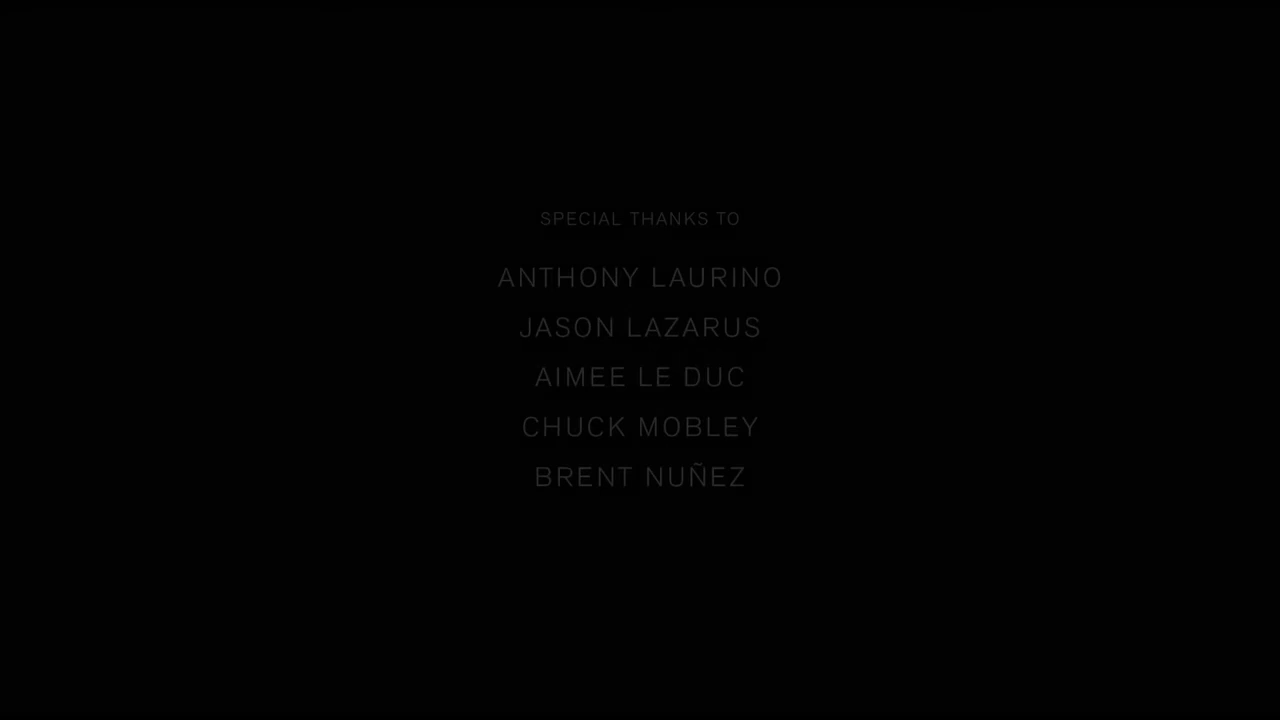 SPECIAL THANKS TO
ANTHONY LAURINO
JASON LAZARUS
AIMEE LE DUC
CHUCK MOBLEY
BRENT NUÑEZ